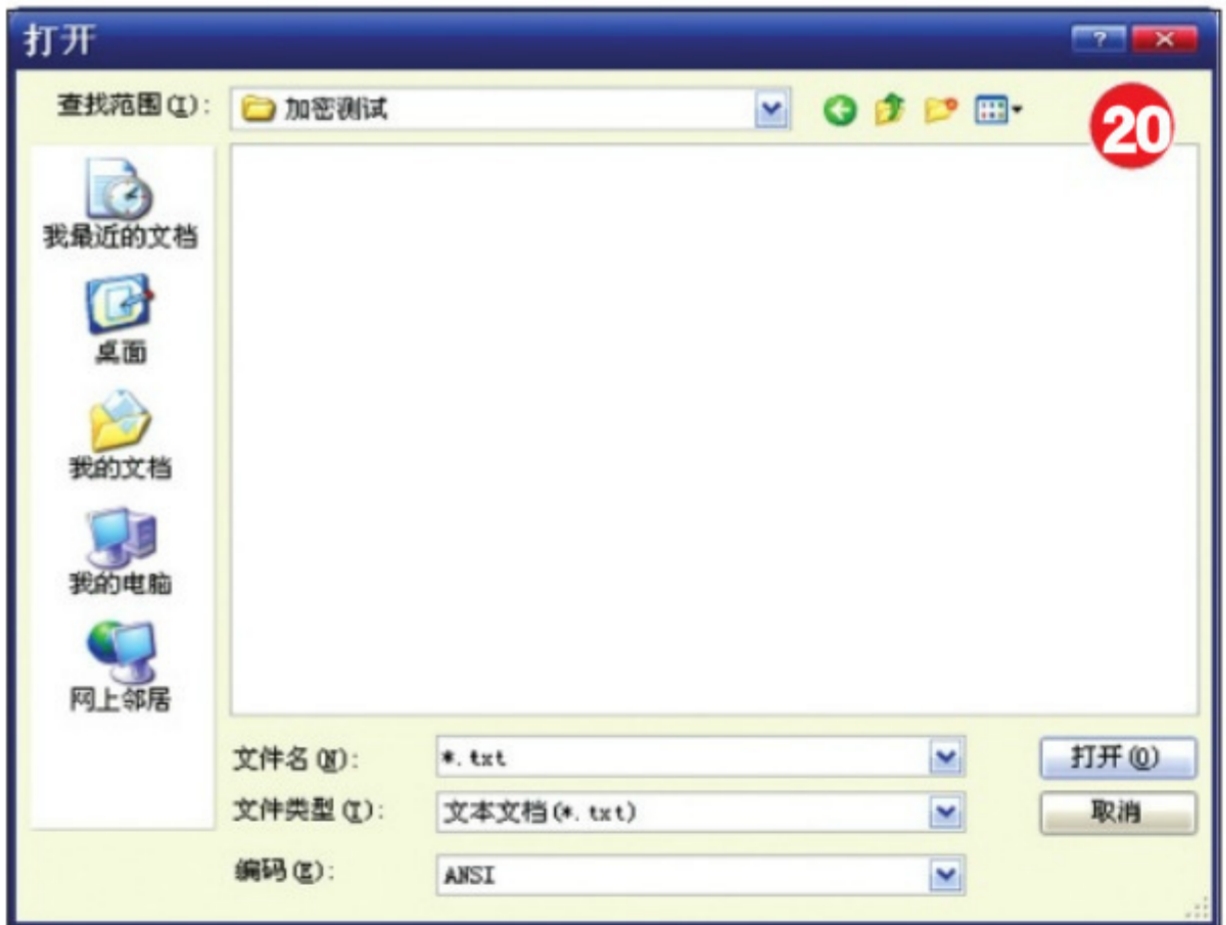 打开
查找范围(I): 加密测试
20
我最近的文档
桌面
我的文档
我的电脑
网上邻居
文件名(N): *.txt 打开(O)
文件类型(T): 文本文档(*.txt) 取消
编码(E): ANSI